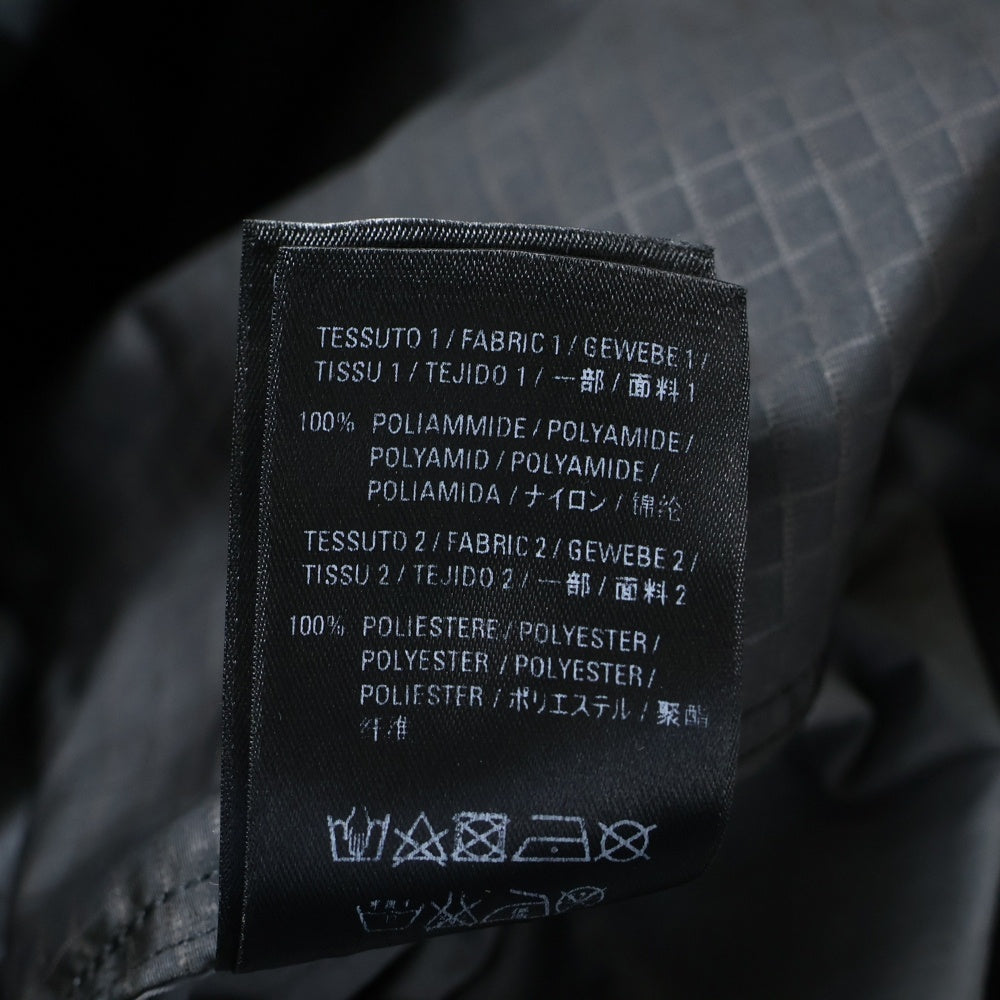 TESSUTO 1 / FABRIC 1 / GEWEBE 1 /
TISSU 1 / TEJIDO 1 / 一部 / 面料 1
100% POLIAMMIDE / POLYAMIDE /
POLYAMID / POLYAMIDE /
POLIAMIDA / ナイロン / 锦纶
TESSUTO 2 / FABRIC 2 / GEWEBE 2 /
TISSU 2 / TEJIDO 2 / 一部 / 面料 2
100% POLIESTERE / POLYESTER /
POLYESTER / POLYESTER /
POLIESTER / ポリエステル / 聚酯